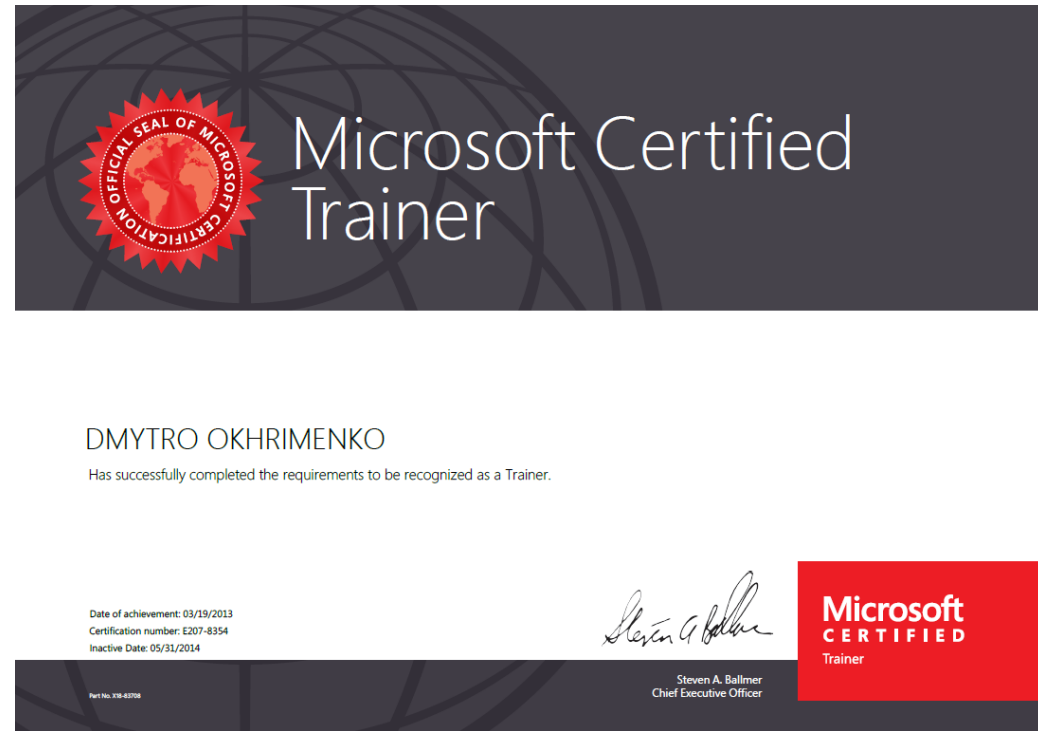 OFFICIAL SEAL OF MICROSOFT CERTIFICATION
Microsoft Certified
Trainer
DMYTRO OKHRIMENKO
Has successfully completed the requirements to be recognized as a Trainer.
Date of achievement: 03/19/2013
Certification number: E207-8354
Inactive Date: 05/31/2014
Steven A Ballmer
Steven A. Ballmer
Chief Executive Officer
Microsoft
CERTIFIED
Trainer
Part No. X18-83708